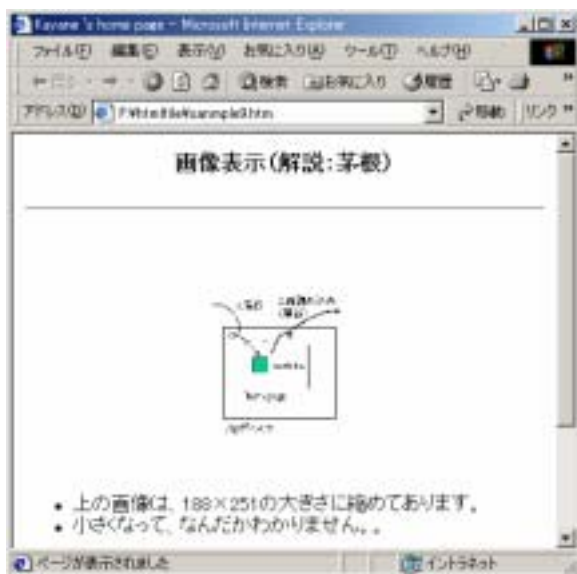 Kayane's home page - Microsoft Internet Explorer
ファイル(F) 編集(E) 表示(V) お気に入り(A) ツール(T) ヘルプ(H)
検索 お気に入り 履歴
アドレス(D) 移動 リンク
画像表示(解説:茅根)
• 上の画像は、188×251の大きさに縮めてあります。
• 小さくなって、なんだかわかりません。。
ページが表示されました イントラネット